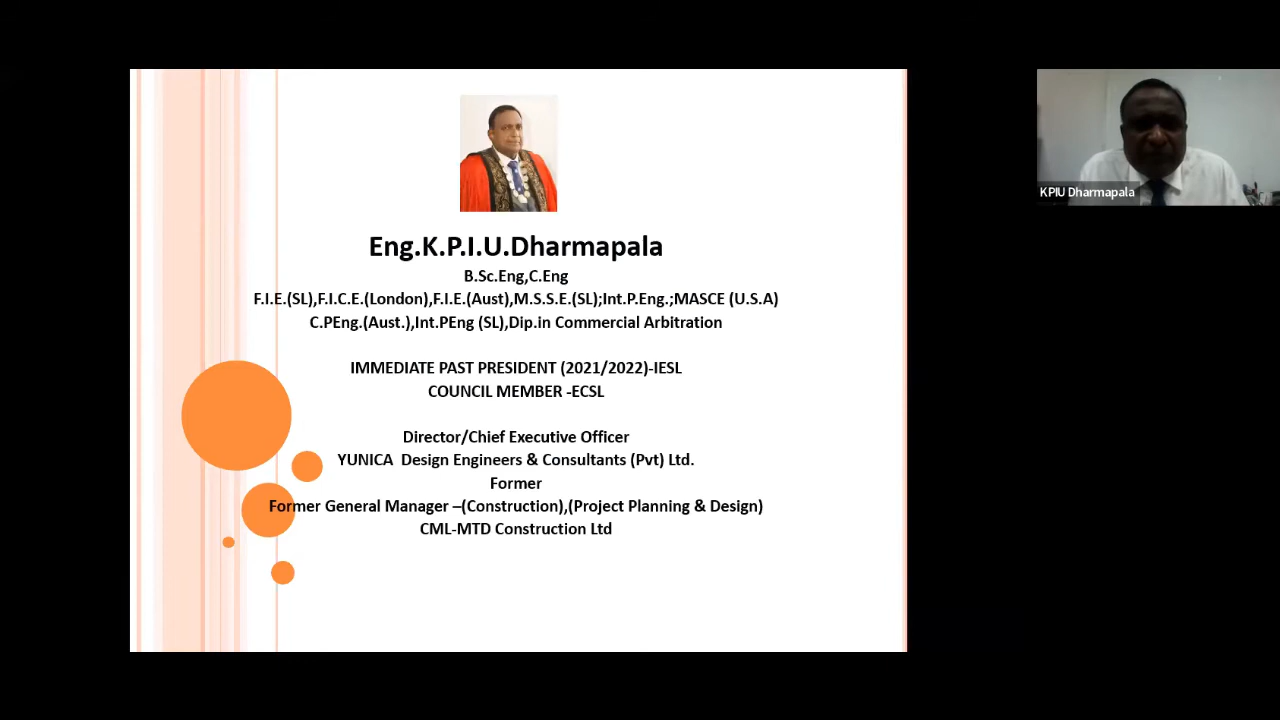 Eng.K.P.I.U.Dharmapala
B.Sc.Eng,C.Eng
F.I.E.(SL),F.I.C.E.(London),F.I.E.(Aust),M.S.S.E.(SL);Int.P.Eng.;MASCE (U.S.A)
C.PEng.(Aust.),Int.PEng (SL),Dip.in Commercial Arbitration
IMMEDIATE PAST PRESIDENT (2021/2022)-IESL
COUNCIL MEMBER -ECSL
Director/Chief Executive Officer
YUNICA Design Engineers & Consultants (Pvt) Ltd.
Former
Former General Manager –(Construction),(Project Planning & Design)
CML-MTD Construction Ltd
KPIU Dharmapala